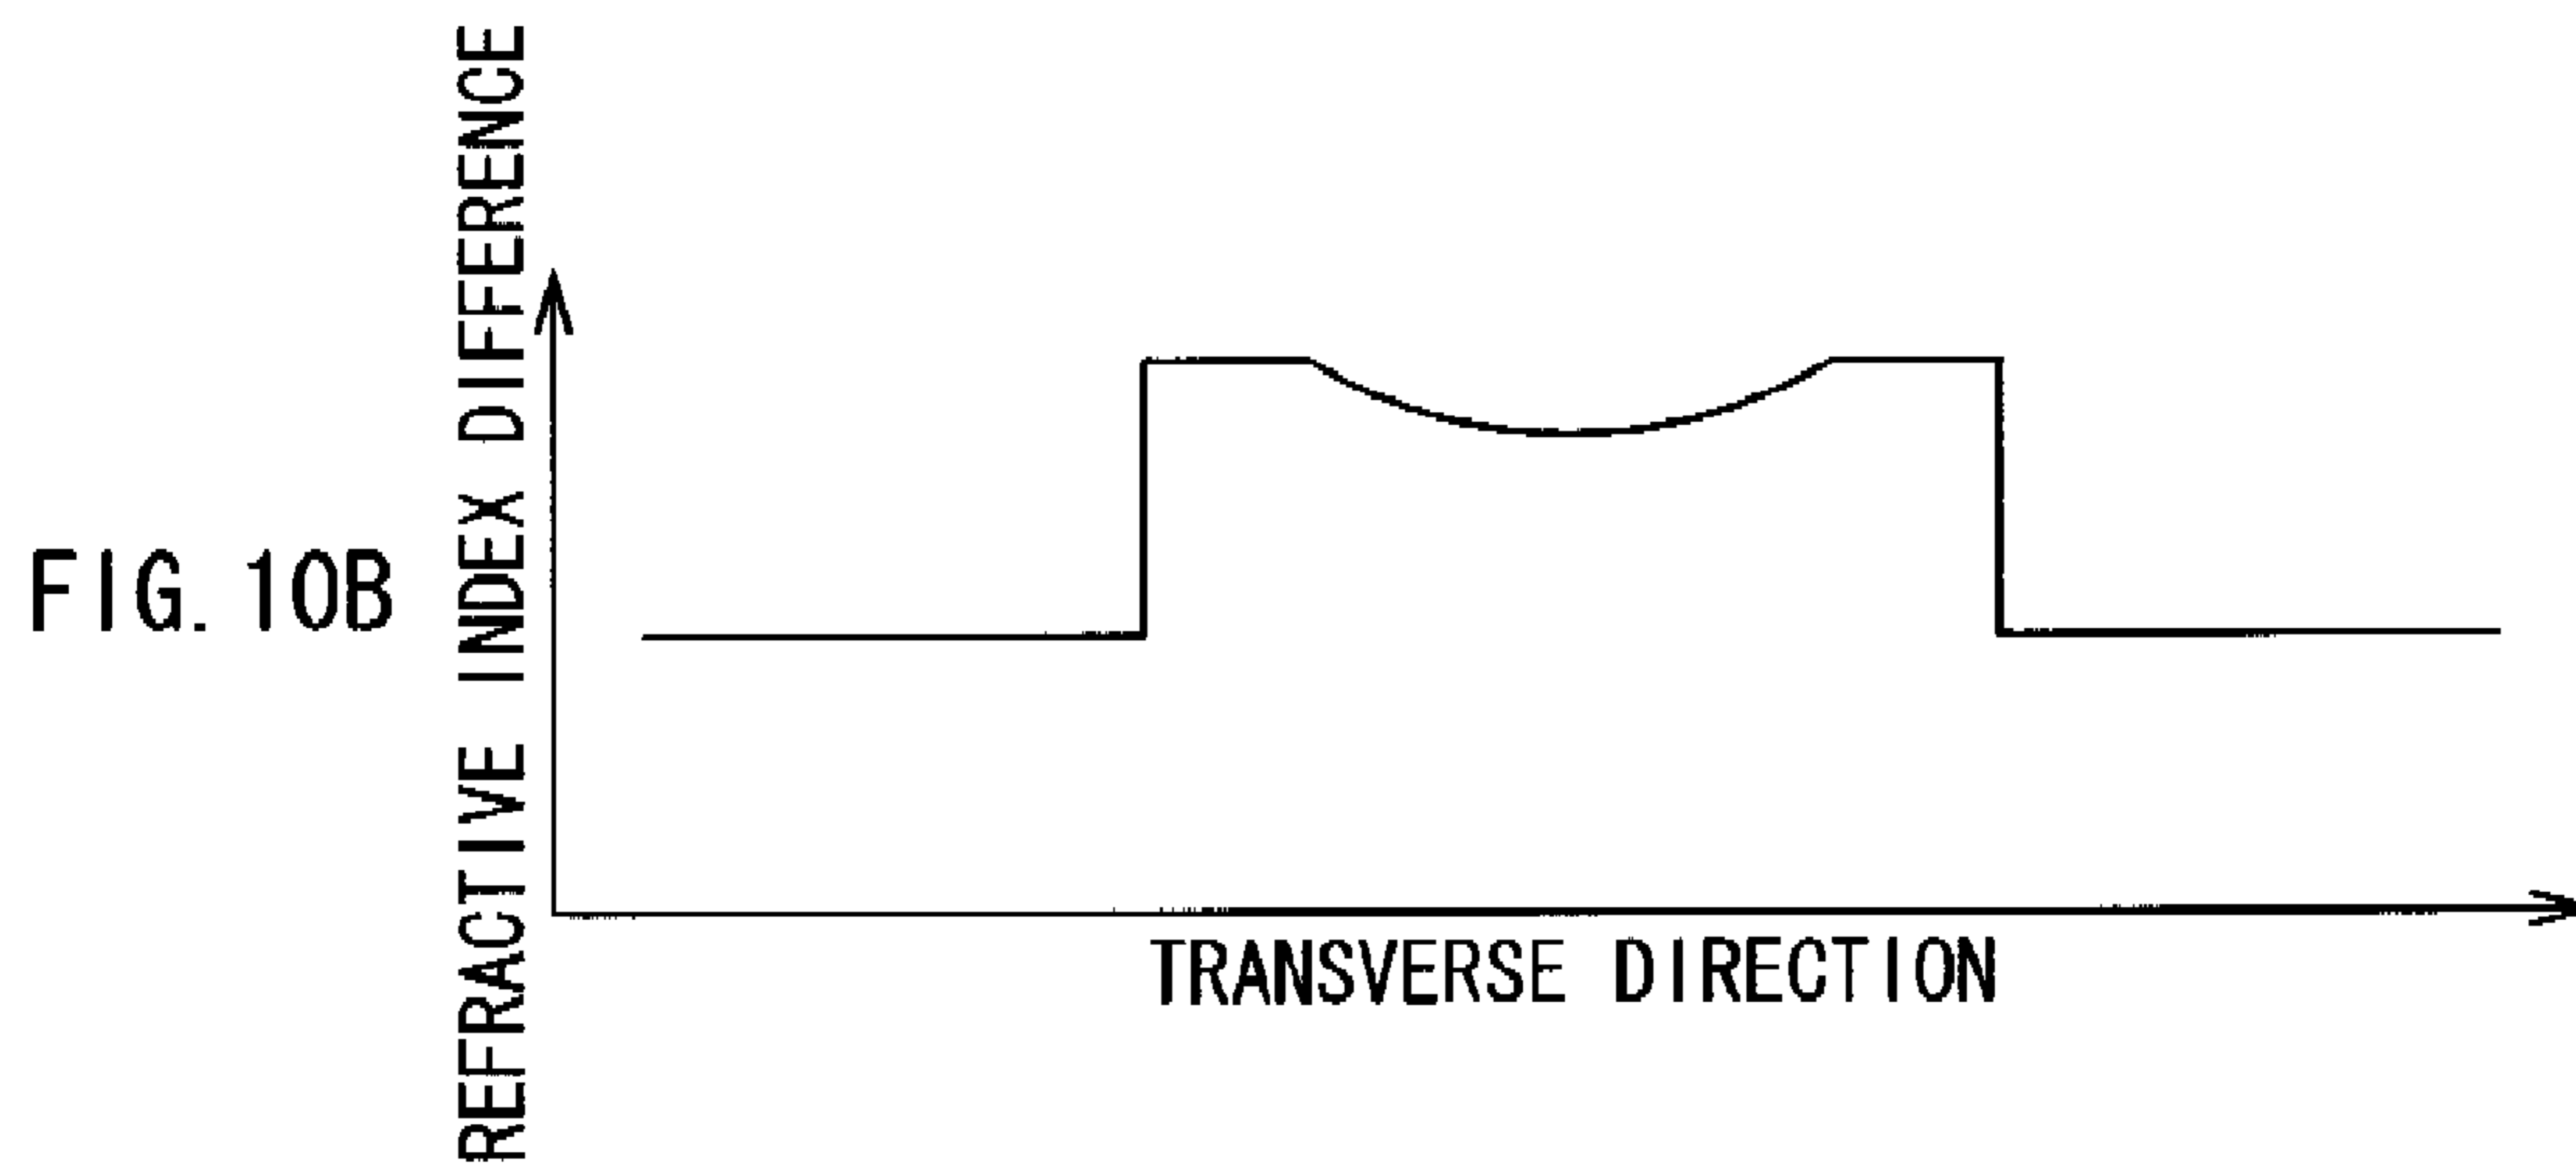 FIG. 10B
REFRACTIVE INDEX DIFFERENCE
TRANSVERSE DIRECTION